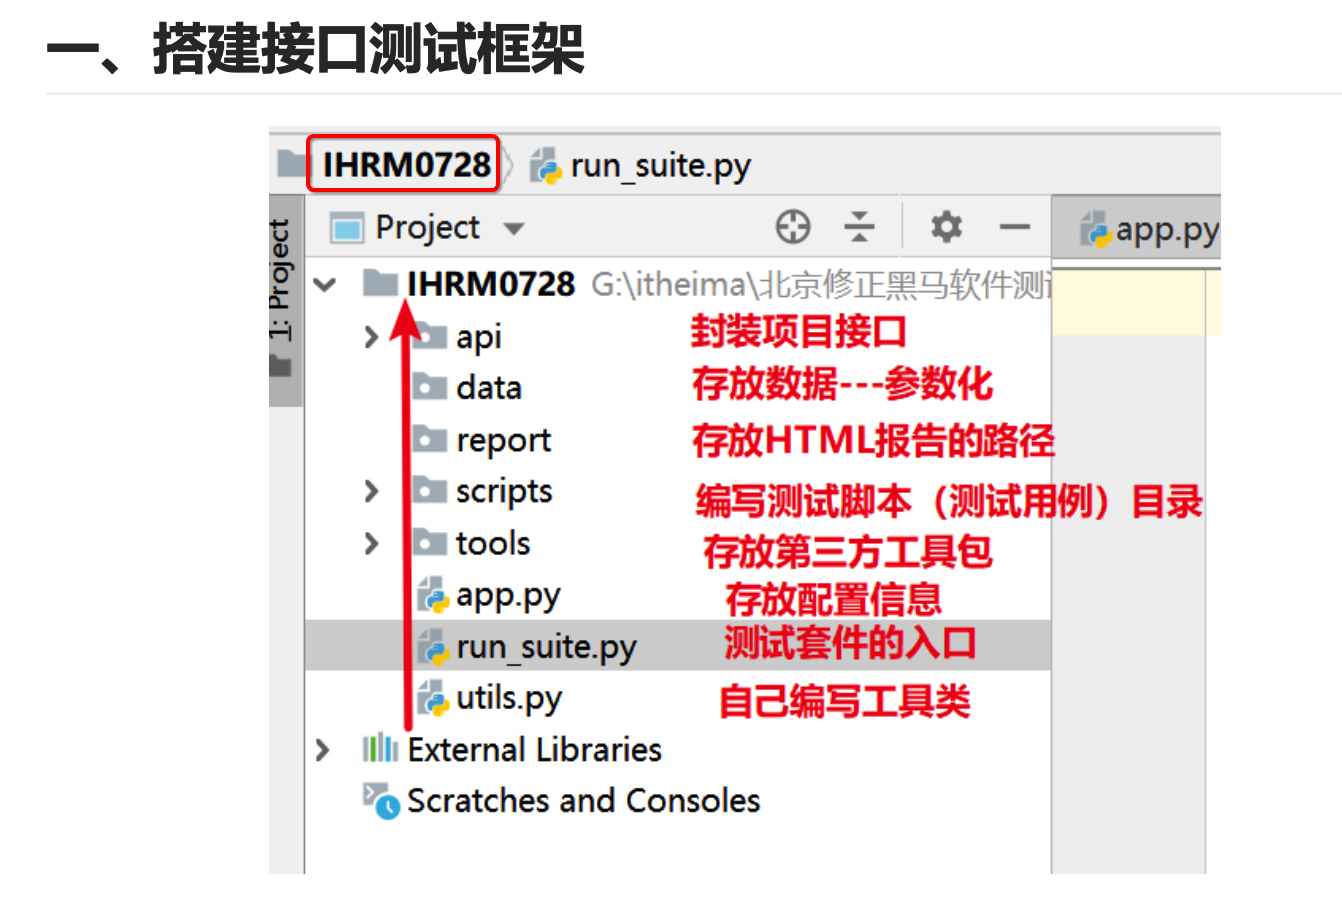 一、搭建接口测试框架
IHRM0728 run_suite.py
1: Project
Project
app.py
IHRM0728 G:\itheima\北京修正黑马软件测
api 封装项目接口
data 存放数据---参数化
report 存放HTML报告的路径
scripts 编写测试脚本（测试用例）目录
tools 存放第三方工具包
app.py 存放配置信息
run_suite.py 测试套件的入口
utils.py 自己编写工具类
External Libraries
Scratches and Consoles